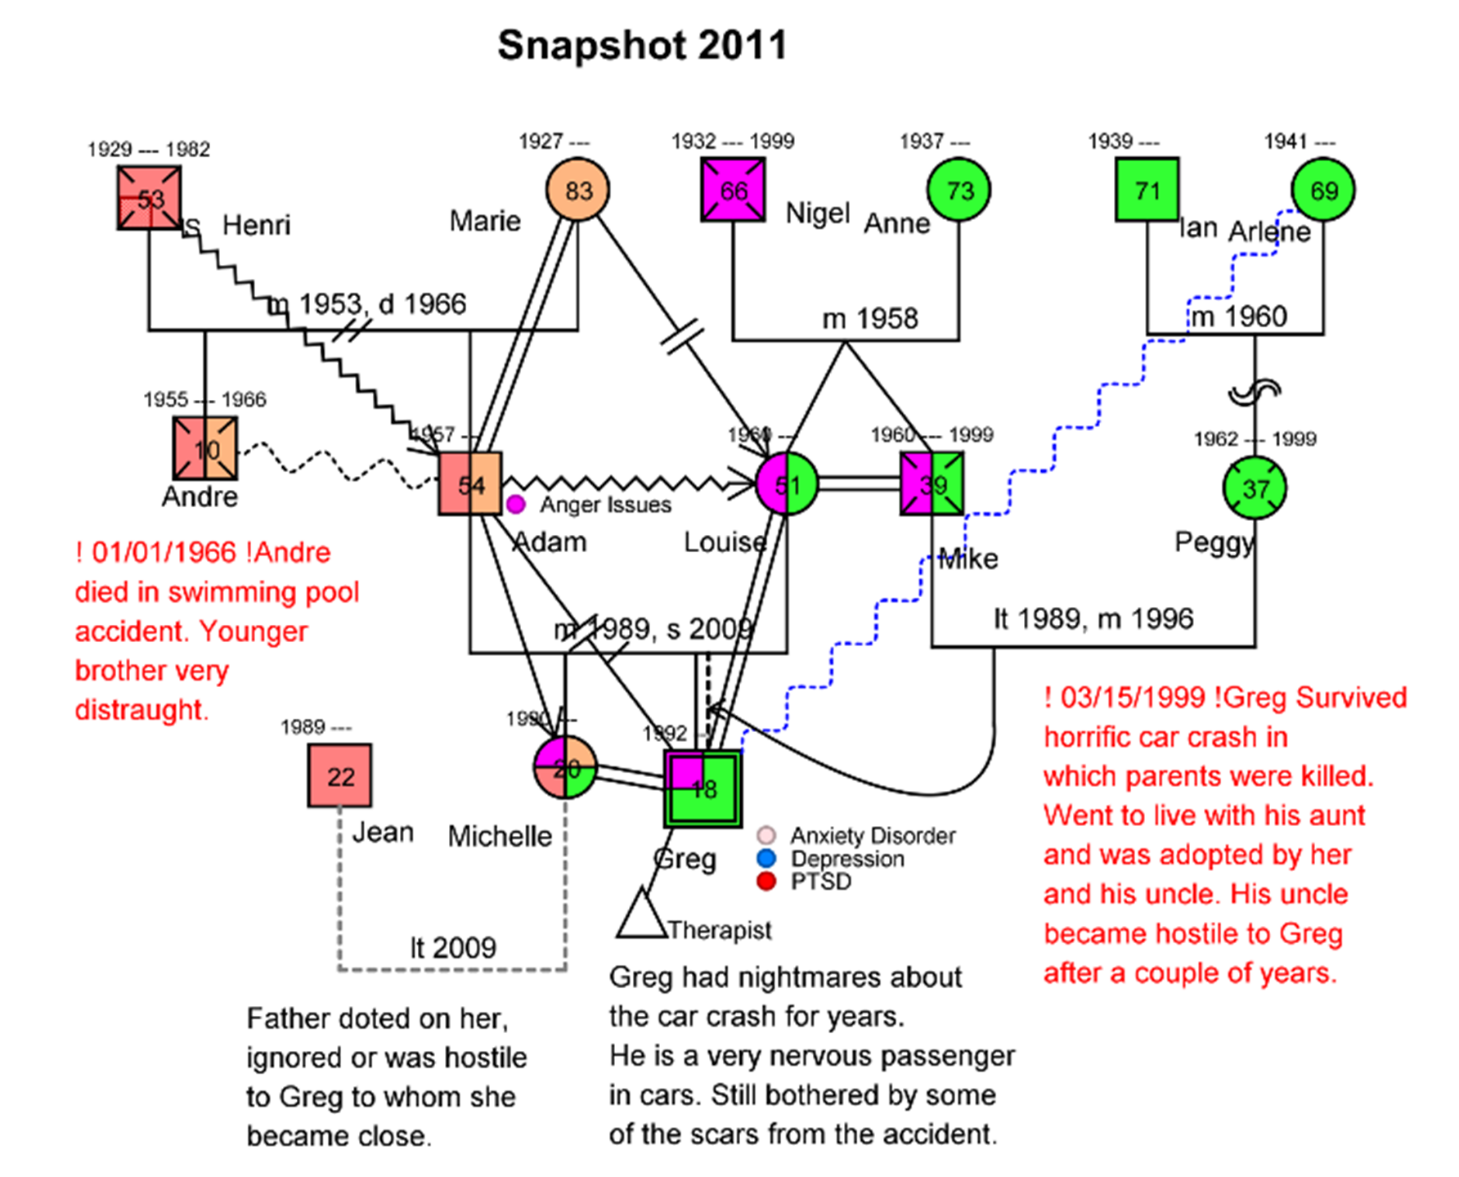 Snapshot 2011
1929 --- 1982
1927 ---
1932 --- 1999
1937 ---
1939 ---
1941 ---
53
83
66
73
71
69
Henri
Marie
Nigel
Anne
Ian
Arlene
m 1953, d 1966
m 1958
m 1960
1955 --- 1966
1957 ---
1960 ---
1960 --- 1999
1962 --- 1999
10
54
51
39
37
Andre
Anger Issues
Adam
Louise
Mike
Peggy
! 01/01/1966 !Andre
died in swimming pool
accident. Younger
brother very
distraught.
m 1989, s 2009
lt 1989, m 1996
! 03/15/1999 !Greg Survived
horrific car crash in
which parents were killed.
Went to live with his aunt
and was adopted by her
and his uncle. His uncle
became hostile to Greg
after a couple of years.
1989 ---
1990 ---
1992 ---
22
20
18
Jean
Michelle
Greg
Anxiety Disorder
Depression
PTSD
Therapist
lt 2009
Father doted on her,
ignored or was hostile
to Greg to whom she
became close.
Greg had nightmares about
the car crash for years.
He is a very nervous passenger
in cars. Still bothered by some
of the scars from the accident.